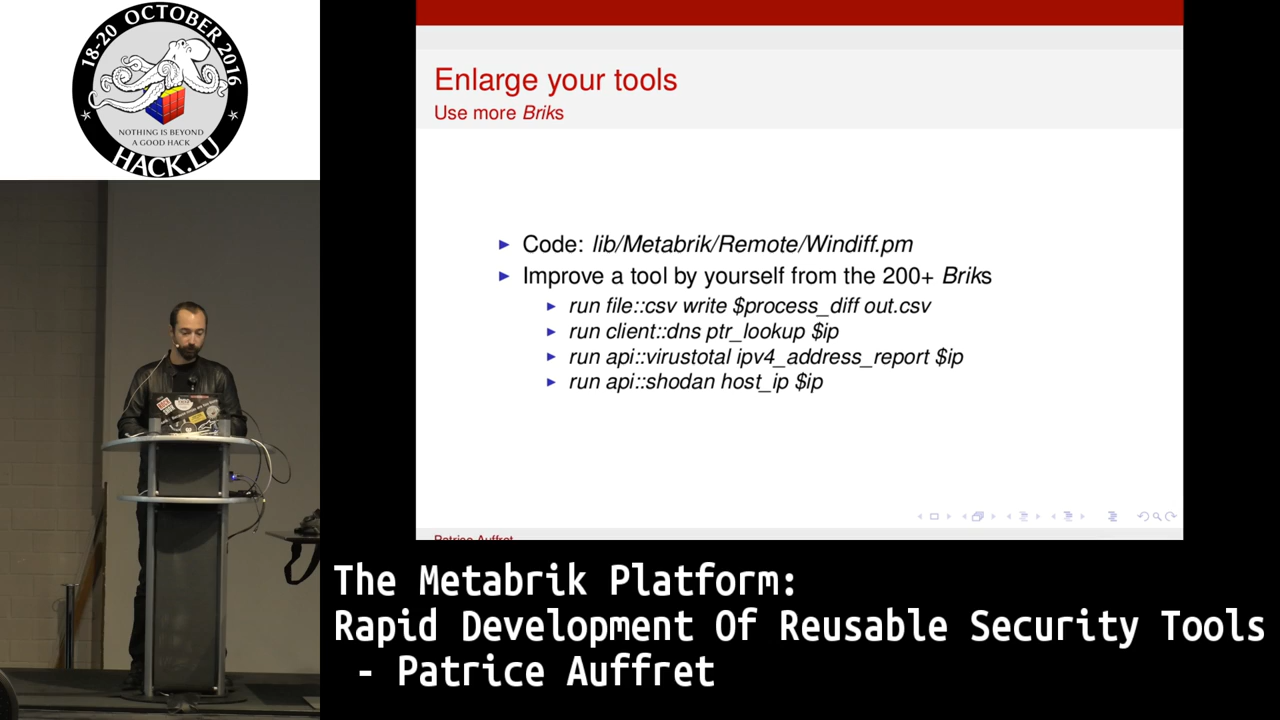 18-20 OCTOBER 2016
NOTHING IS BEYOND
A GOOD HACK
HACK.LU
Enlarge your tools
Use more Briks
Code: lib/Metabrik/Remote/Windiff.pm
Improve a tool by yourself from the 200+ Briks
run file::csv write $process_diff out.csv
run client::dns ptr_lookup $ip
run api::virustotal ipv4_address_report $ip
run api::shodan host_ip $ip
Patrice Auffret
The Metabrik Platform:
Rapid Development Of Reusable Security Tools
- Patrice Auffret